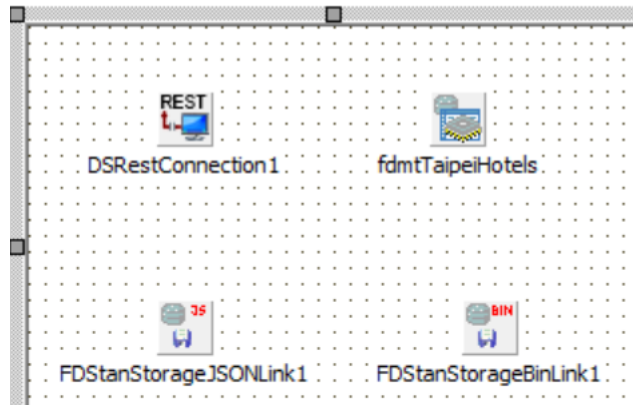 REST
DSRestConnection1
fdmtTaipeiHotels
JS
FDStanStorageJSONLink1
BIN
FDStanStorageBinLink1